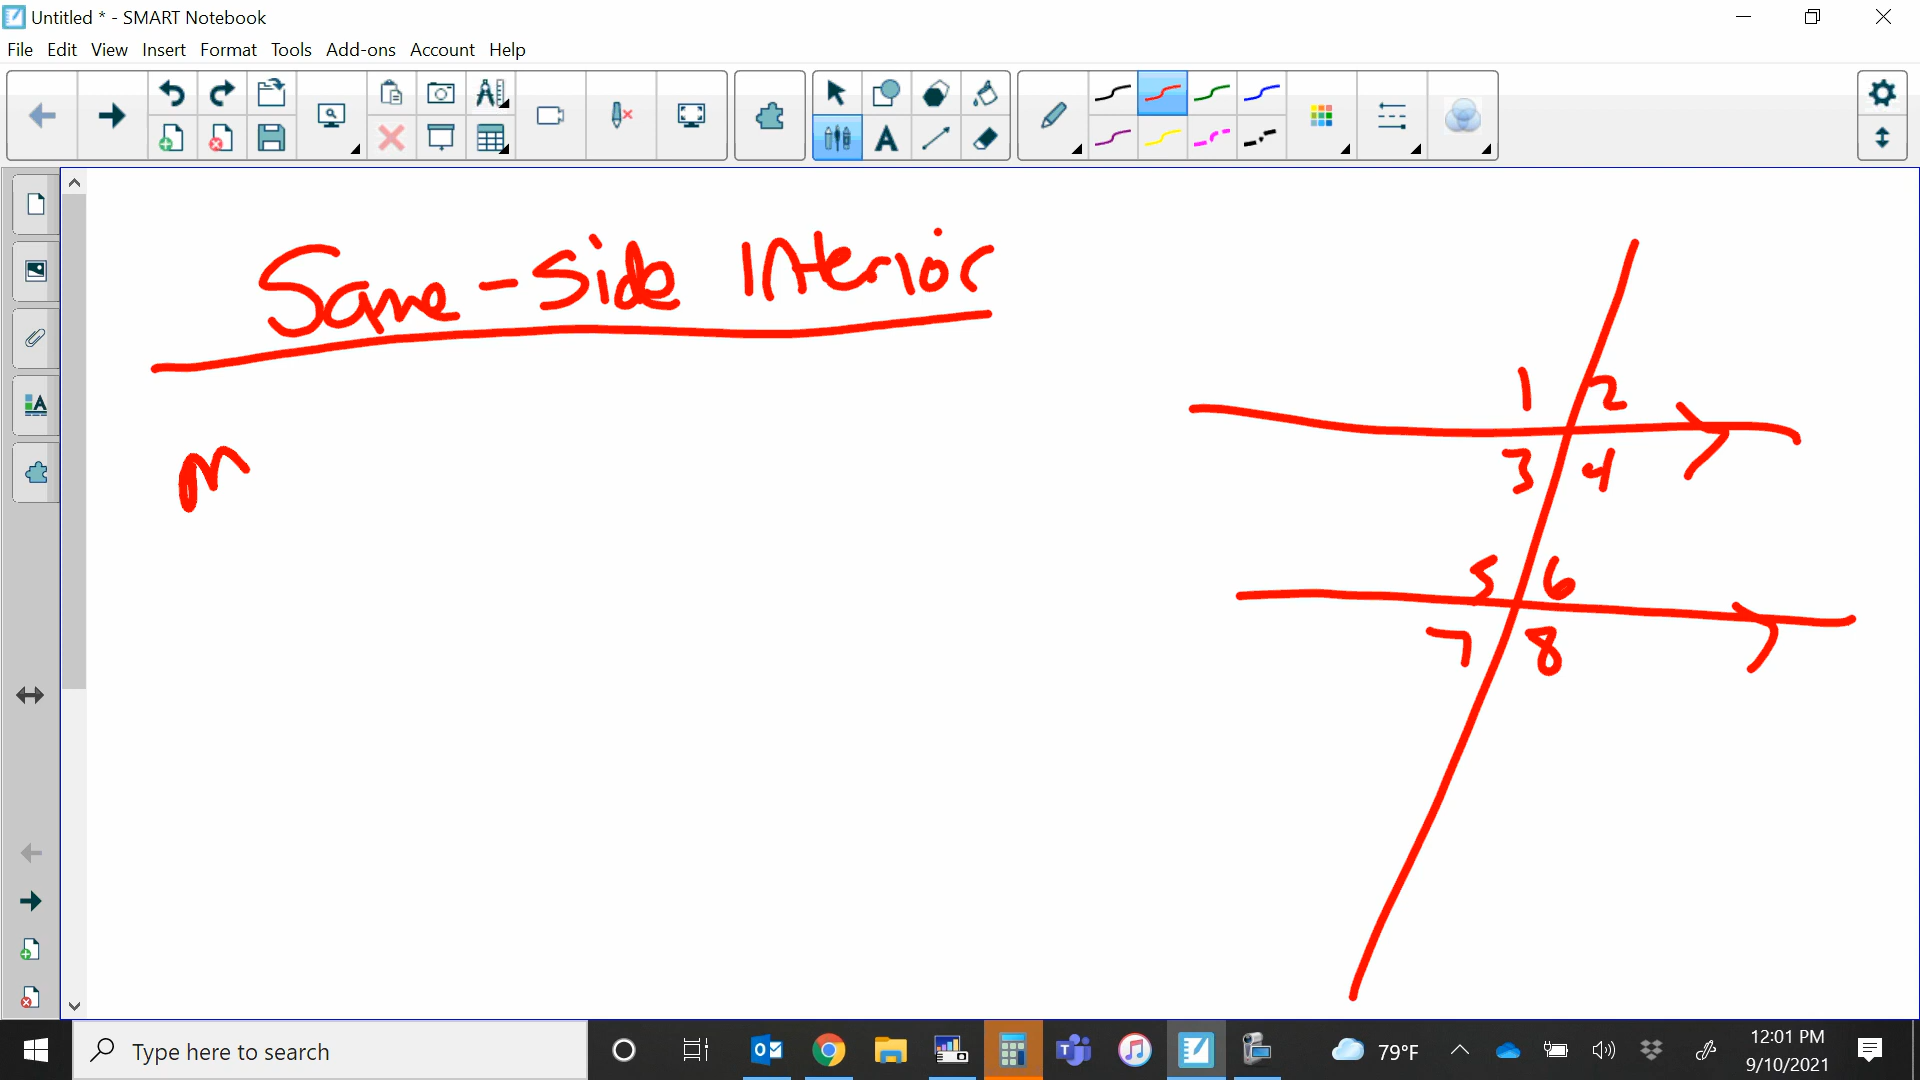 Untitled * - SMART Notebook
File Edit View Insert Format Tools Add-ons Account Help
Same-Side Interior
m
1 2
3 4
5 6
7 8
Type here to search
79°F
12:01 PM
9/10/2021